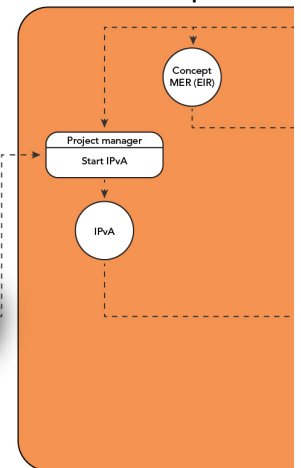 Concept
MER (EIR)
Project manager
Start IPvA
IPvA